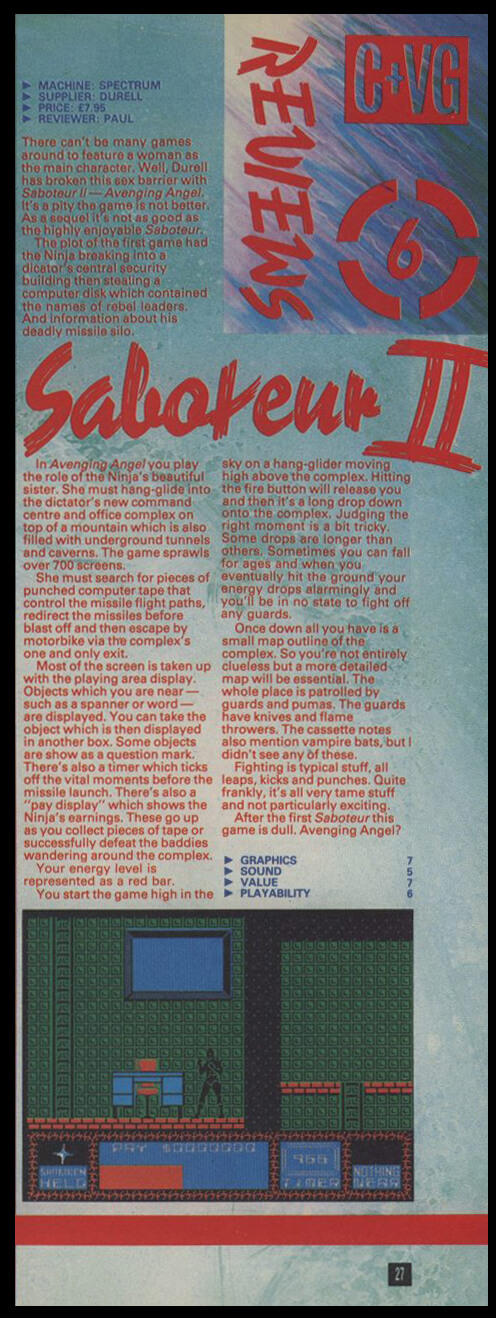 ► MACHINE: SPECTRUM
► SUPPLIER: DURELL
► PRICE: £7.95
► REVIEWER: PAUL
There can't be many games
around to feature a woman as
the main character. Well, Durell
has broken this sex barrier with
Saboteur II — Avenging Angel.
It's a pity the game is not better.
As a sequel it's not as good as
the highly enjoyable Saboteur.
The plot of the first game had
the Ninja breaking into a
dicator's central security
building then stealing a
computer disk which contained
the names of rebel leaders.
And information about his
deadly missile silo.
REVIEWS
C+VG
6
Saboteur II
In Avenging Angel you play
the role of the Ninja's beautiful
sister. She must hang-glide into
the dictator's new command
centre and office complex on
top of a mountain which is also
filled with underground tunnels
and caverns. The game sprawls
over 700 screens.
She must search for pieces of
punched computer tape that
control the missile flight paths,
redirect the missiles before
blast off and then escape by
motorbike via the complex's
one and only exit.
Most of the screen is taken up
with the playing area display.
Objects which you are near —
such as a spanner or word —
are displayed. You can take the
object which is then displayed
in another box. Some objects
are show as a question mark.
There's also a timer which ticks
off the vital moments before the
missile launch. There's also a
"pay display" which shows the
Ninja's earnings. These go up
as you collect pieces of tape or
successfully defeat the baddies
wandering around the complex.
Your energy level is
represented as a red bar.
You start the game high in the
sky on a hang-glider moving
high above the complex. Hitting
the fire button will release you
and then it's a long drop down
onto the complex. Judging the
right moment is a bit tricky.
Some drops are longer than
others. Sometimes you can fall
for ages and when you
eventually hit the ground your
energy drops alarmingly and
you'll be in no state to fight off
any guards.
Once down all you have is a
small map outline of the
complex. So you're not entirely
clueless but a more detailed
map will be essential. The
whole place is patrolled by
guards and pumas. The guards
have knives and flame
throwers. The cassette notes
also mention vampire bats, but I
didn't see any of these.
Fighting is typical stuff, all
leaps, kicks and punches. Quite
frankly, it's all very tame stuff
and not particularly exciting.
After the first Saboteur this
game is dull. Avenging Angel?
► GRAPHICS 7
► SOUND 5
► VALUE 7
► PLAYABILITY 6
PAY $0000000
SHURIKEN
HELD
TIMER
NOTHING
NEAR
27